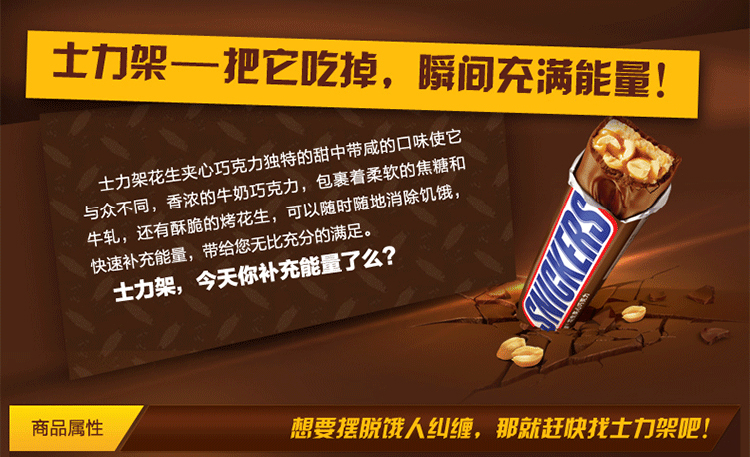 士力架—把它吃掉，瞬间充满能量！
士力架花生夹心巧克力独特的甜中带咸的口味使它
与众不同，香浓的牛奶巧克力，包裹着柔软的焦糖和
牛轧，还有酥脆的烤花生，可以随时随地消除饥饿，
快速补充能量，带给您无比充分的满足。
士力架，今天你补充能量了么？
SNICKERS
商品属性
想要摆脱饿人纠缠，那就赶快找士力架吧！